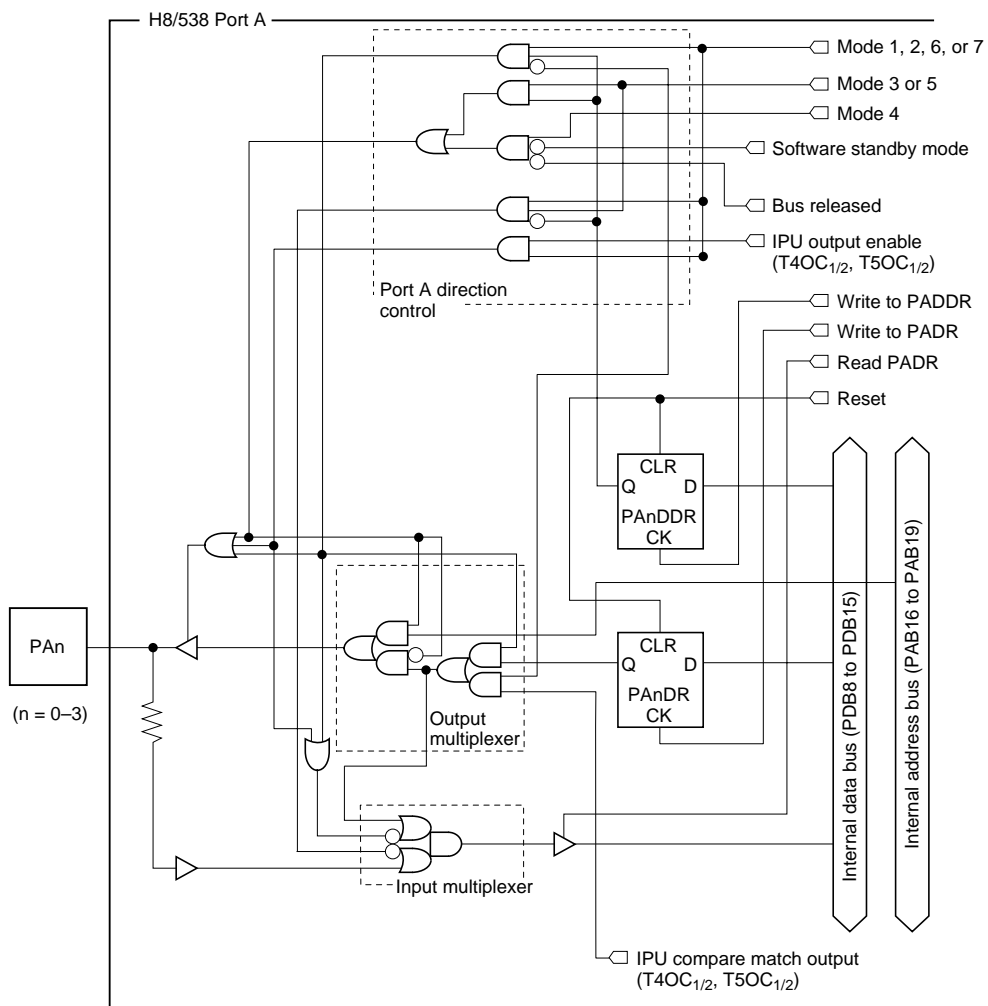 H8/538 Port A
Mode 1, 2, 6, or 7
Mode 3 or 5
Mode 4
Software standby mode
Bus released
IPU output enable
(T4OC1/2, T5OC1/2)
Port A direction
control
Write to PADDR
Write to PADR
Read PADR
Reset
CLR
Q D
PAnDDR
CK
PAn
(n = 0–3)
CLR
Q D
PAnDR
CK
Output
multiplexer
Internal data bus (PDB8 to PDB15)
Internal address bus (PAB16 to PAB19)
Input multiplexer
IPU compare match output
(T4OC1/2, T5OC1/2)